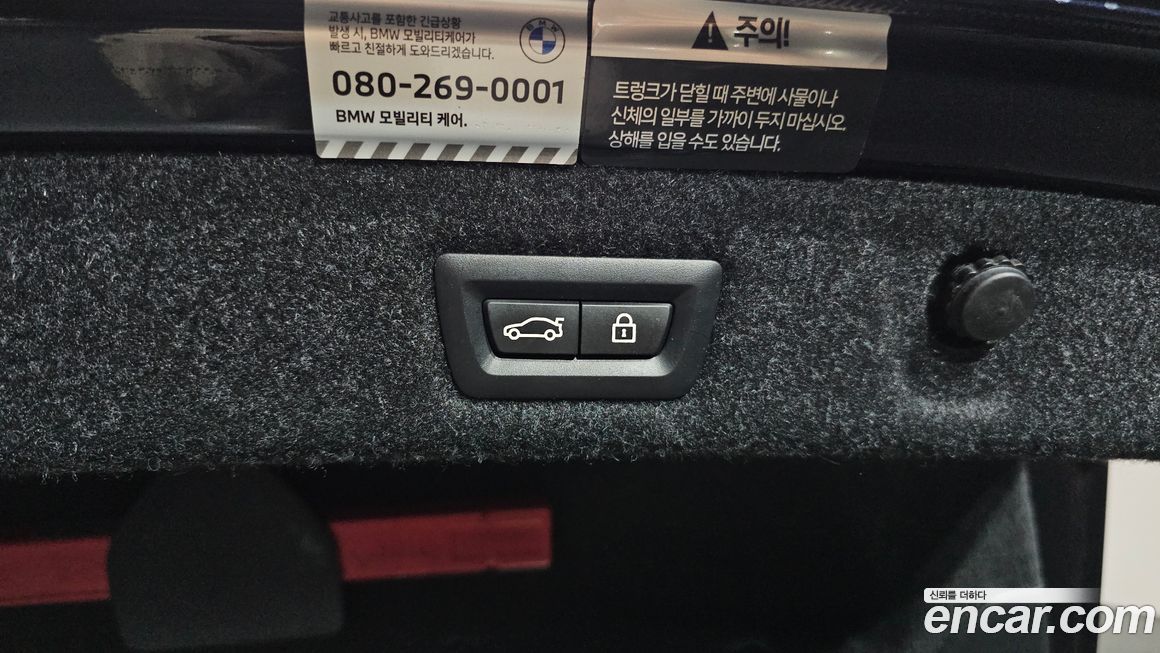 교통사고를 포함한 긴급상황
발생 시, BMW 모빌리티케어가
빠르고 친절하게 도와드리겠습니다.
BMW
080-269-0001
BMW 모빌리티 케어.
주의!
트렁크가 닫힐 때 주변에 사물이나
신체의 일부를 가까이 두지 마십시오.
상해를 입을 수도 있습니다.
신뢰를 더하다
encar.com